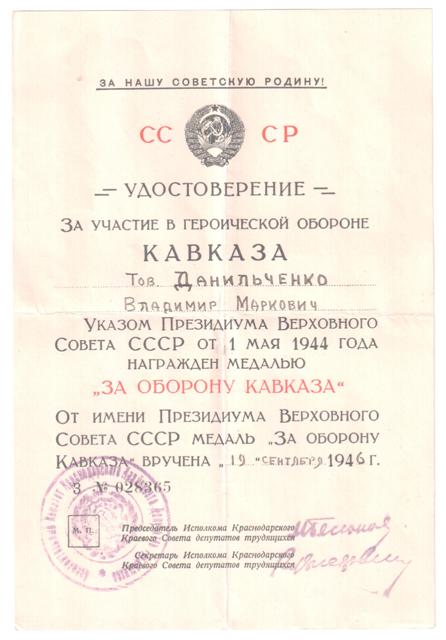 ЗА НАШУ СОВЕТСКУЮ РОДИНУ!
СС СР
УДОСТОВЕРЕНИЕ
ЗА УЧАСТИЕ В ГЕРОИЧЕСКОЙ ОБОРОНЕ
КАВКАЗА
Тов. Данильченко
Владимир Маркович
Указом Президиума Верховного
Совета СССР от 1 мая 1944 года
награжден медалью
„ЗА ОБОРОНУ КАВКАЗА“
От имени Президиума Верховного
Совета СССР медаль „За оборону
Кавказа“ вручена „19“ сентября 1946 г.
З № 028365
М. П.
Председатель Исполкома Краснодарского
Краевого Совета депутатов трудящихся
Секретарь Исполкома Краснодарского
Краевого Совета депутатов трудящихся